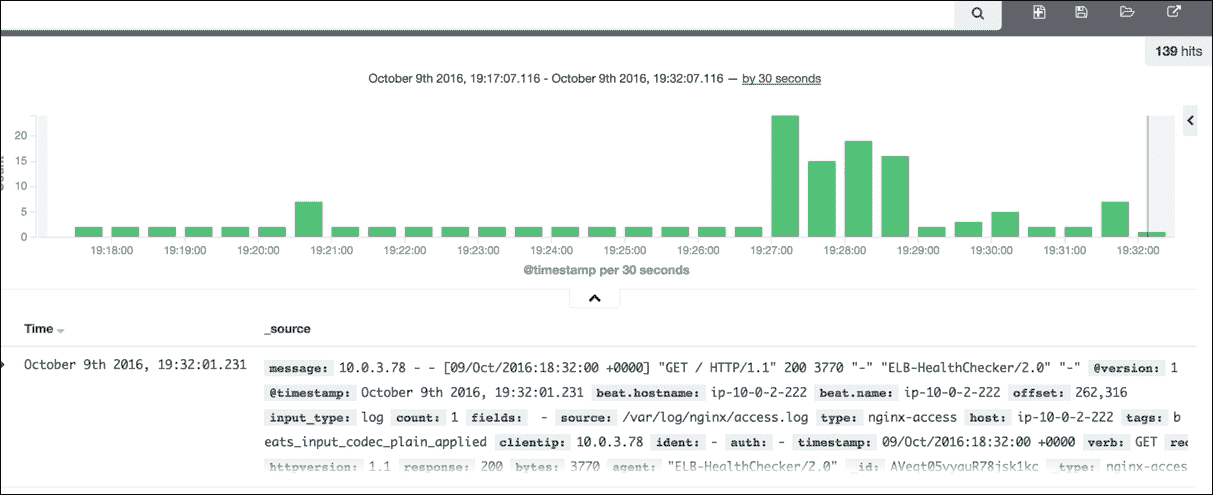 139 hits
October 9th 2016, 19:17:07.116 - October 9th 2016, 19:32:07.116 — by 30 seconds
20
15
10
5
0
19:18:00 19:19:00 19:20:00 19:21:00 19:22:00 19:23:00 19:24:00 19:25:00 19:26:00 19:27:00 19:28:00 19:29:00 19:30:00 19:31:00 19:32:00
@timestamp per 30 seconds
Time _source
October 9th 2016, 19:32:01.231 message: 10.0.3.78 - - [09/Oct/2016:18:32:00 +0000] "GET / HTTP/1.1" 200 3770 "-" "ELB-HealthChecker/2.0" "-" @version: 1
@timestamp: October 9th 2016, 19:32:01.231 beat.hostname: ip-10-0-2-222 beat.name: ip-10-0-2-222 offset: 262,316
input_type: log count: 1 fields: - source: /var/log/nginx/access.log type: nginx-access host: ip-10-0-2-222 tags: b
eats_input_codec_plain_applied clientip: 10.0.3.78 ident: - auth: - timestamp: 09/Oct/2016:18:32:00 +0000 verb: GET
httpversion: 1.1 response: 200 bytes: 3770 agent: "ELB-HealthChecker/2.0" _id: _type: nginx-acces